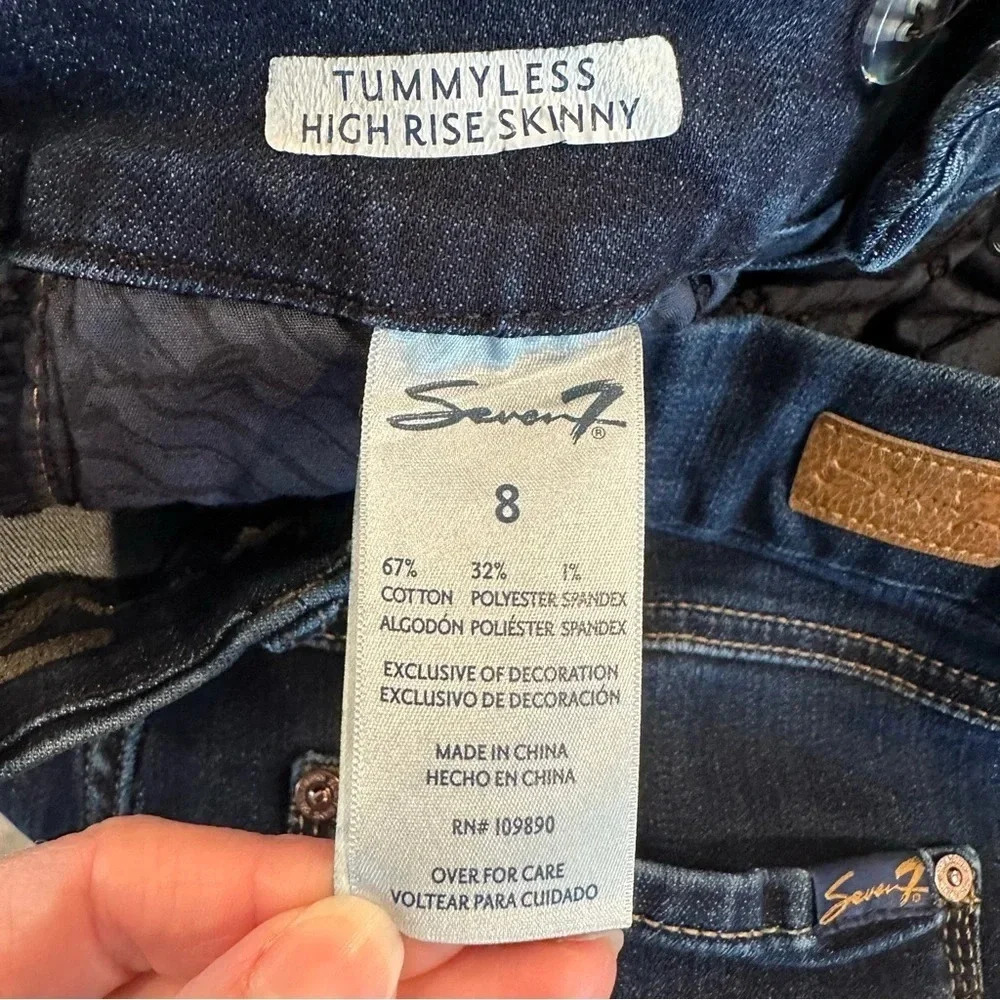 TUMMYLESS
HIGH RISE SKINNY
Seven7®
8
67% 32% 1%
COTTON POLYESTER SPANDEX
ALGODÓN POLIÉSTER SPANDEX
EXCLUSIVE OF DECORATION
EXCLUSIVO DE DECORACIÓN
MADE IN CHINA
HECHO EN CHINA
RN# 109890
OVER FOR CARE
VOLTEAR PARA CUIDADO
Seven7